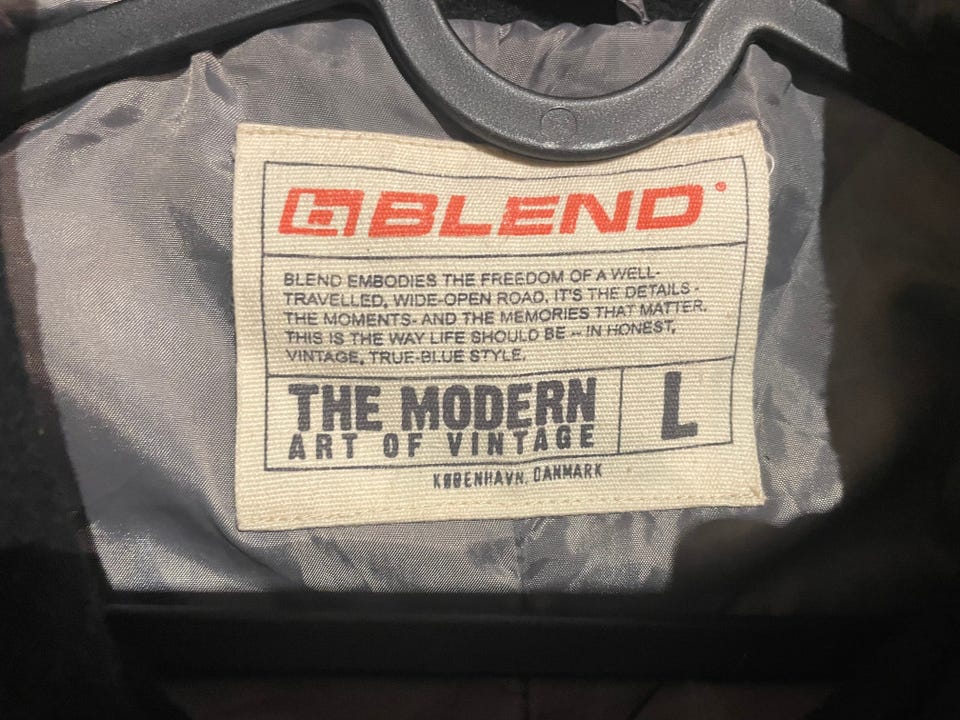 BLEND
BLEND EMBODIES THE FREEDOM OF A WELL-
TRAVELLED, WIDE-OPEN ROAD. IT'S THE DETAILS -
THE MOMENTS- AND THE MEMORIES THAT MATTER.
THIS IS THE WAY LIFE SHOULD BE -- IN HONEST,
VINTAGE, TRUE-BLUE STYLE.
THE MODERN
ART OF VINTAGE
L
KØBENHAVN, DANMARK